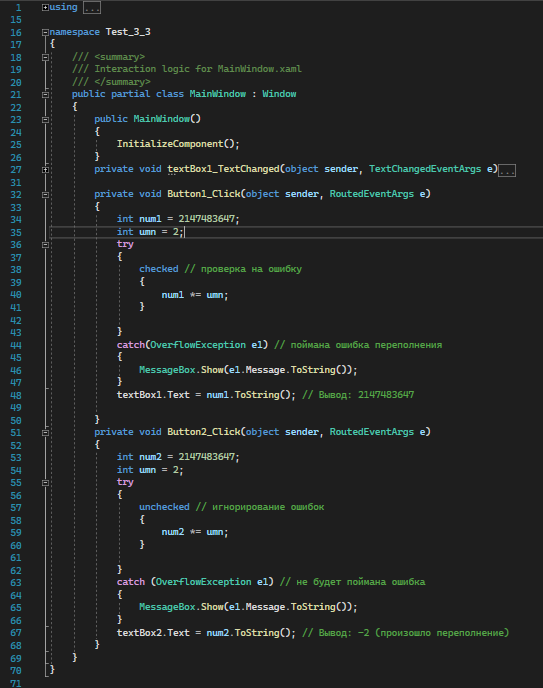 1 using ...
15
16 namespace Test_3_3
17 {
18 /// <summary>
19 /// Interaction logic for MainWindow.xaml
20 /// </summary>
21 public partial class MainWindow : Window
22 {
23 public MainWindow()
24 {
25 InitializeComponent();
26 }
27 private void textBox1_TextChanged(object sender, TextChangedEventArgs e)...
31
32 private void Button1_Click(object sender, RoutedEventArgs e)
33 {
34 int num1 = 2147483647;
35 int umn = 2;
36 try
37 {
38 checked // проверка на ошибку
39 {
40 num1 *= umn;
41 }
42
43 }
44 catch(OverflowException e1) // поймана ошибка переполнения
45 {
46 MessageBox.Show(e1.Message.ToString());
47 }
48 textBox1.Text = num1.ToString(); // Вывод: 2147483647
49
50 }
51 private void Button2_Click(object sender, RoutedEventArgs e)
52 {
53 int num2 = 2147483647;
54 int umn = 2;
55 try
56 {
57 unchecked // игнорирование ошибок
58 {
59 num2 *= umn;
60 }
61
62 }
63 catch (OverflowException e1) // не будет поймана ошибка
64 {
65 MessageBox.Show(e1.Message.ToString());
66 }
67 textBox2.Text = num2.ToString(); // Вывод: -2 (произошло переполнение)
68 }
69 }
70 }
71